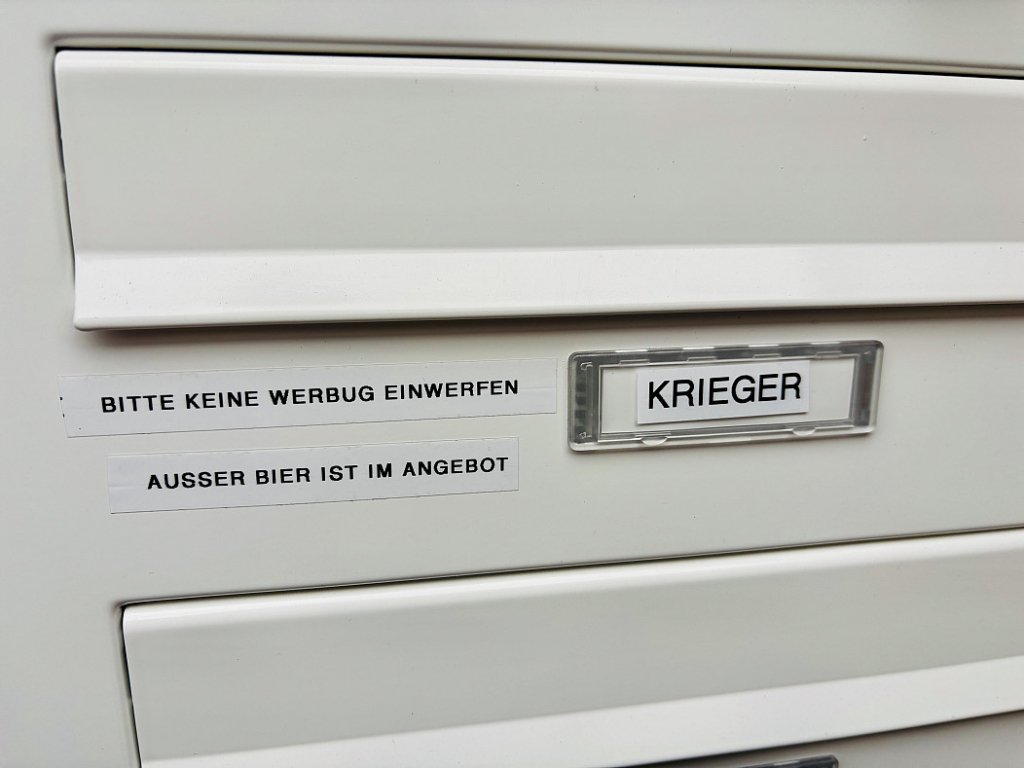 BITTE KEINE WERBUG EINWERFEN
AUSSER BIER IST IM ANGEBOT
KRIEGER